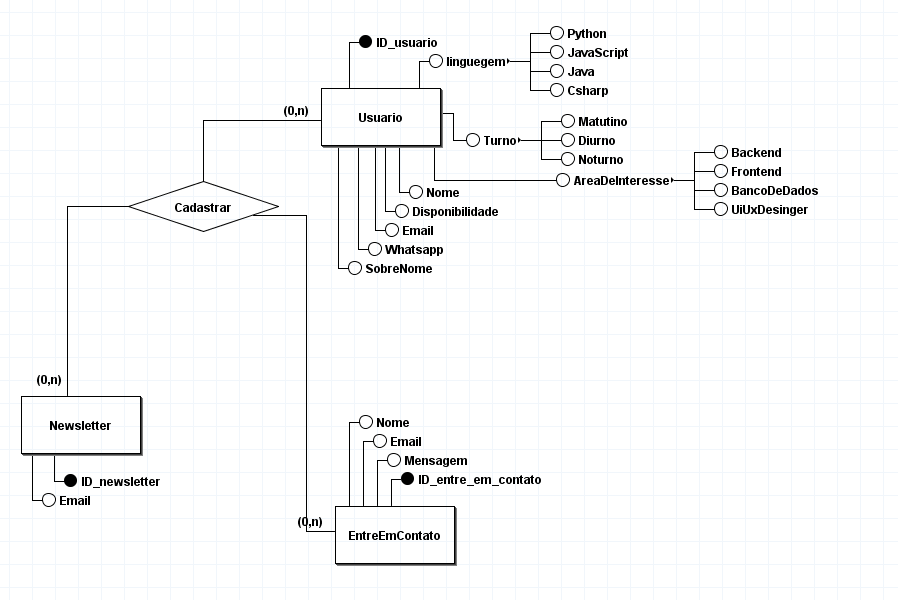 ID_usuario
linguegem
Python
JavaScript
Java
Csharp
(0,n)
Usuario
Turno
Matutino
Diurno
Noturno
AreaDeInteresse
Backend
Frontend
BancoDeDados
UiUxDesinger
Nome
Disponibilidade
Email
Whatsapp
SobreNome
Cadastrar
(0,n)
Newsletter
ID_newsletter
Email
Nome
Email
Mensagem
ID_entre_em_contato
(0,n)
EntreEmContato